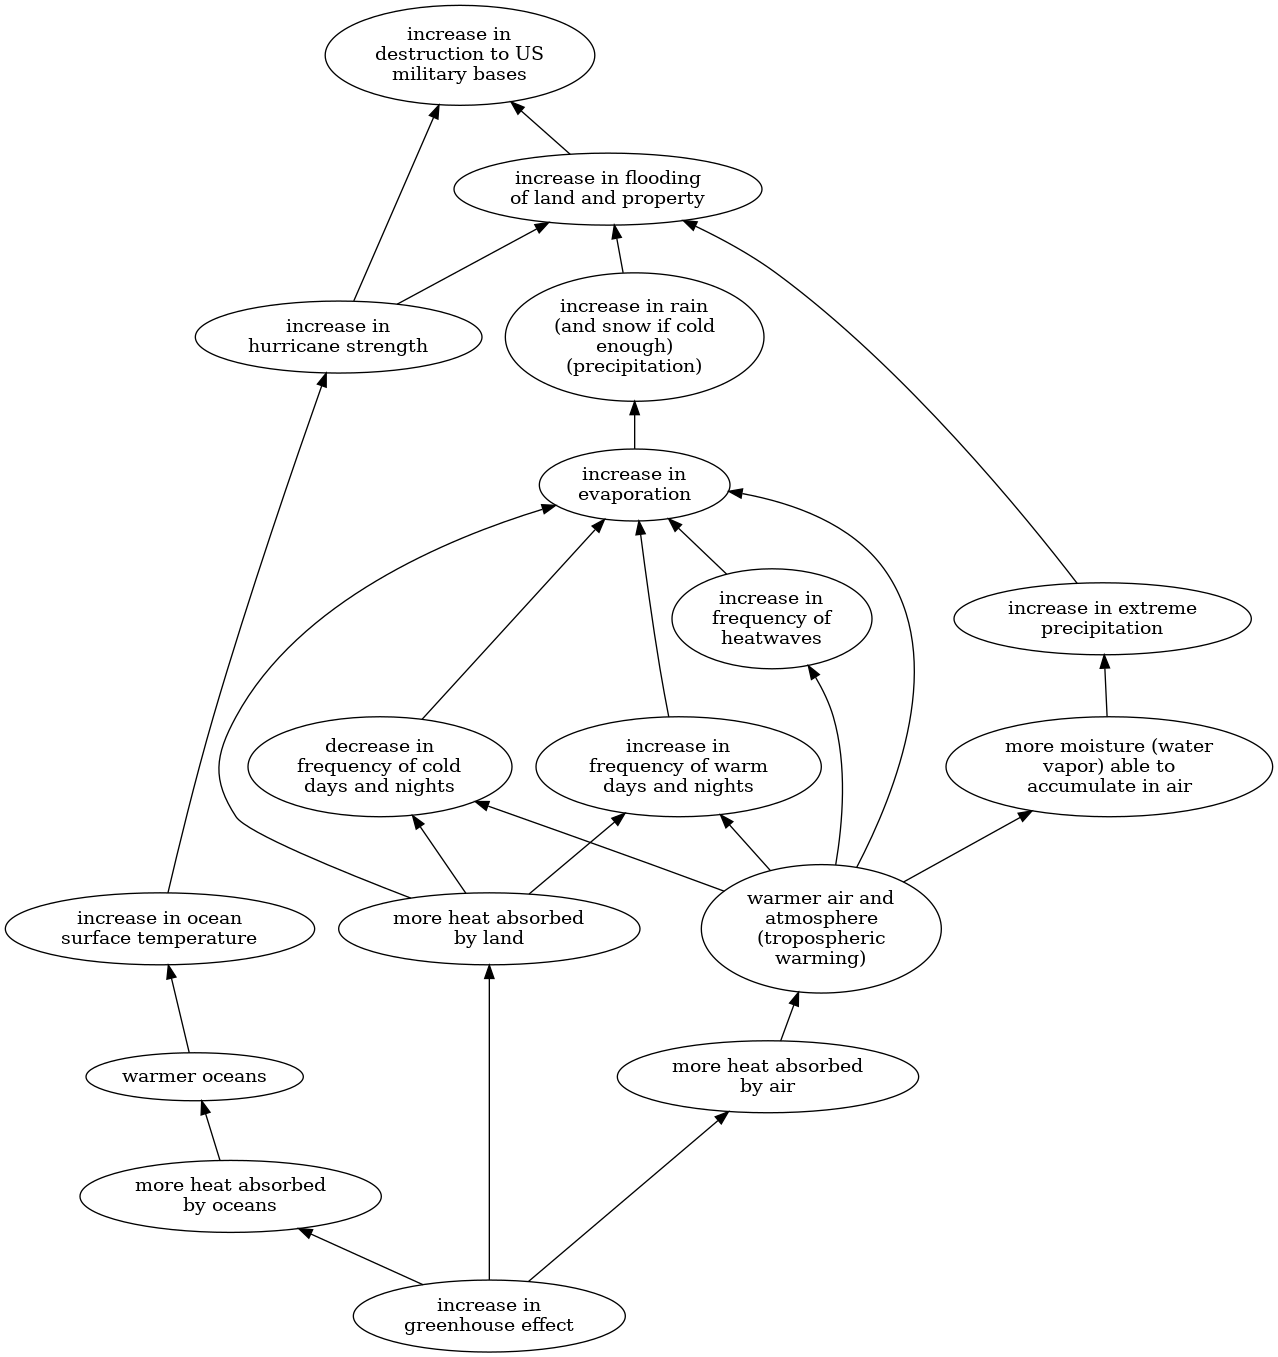 increase in
destruction to US
military bases
increase in flooding
of land and property
increase in
hurricane strength
increase in rain
(and snow if cold
enough)
(precipitation)
increase in
evaporation
increase in
frequency of
heatwaves
increase in extreme
precipitation
decrease in
frequency of cold
days and nights
increase in
frequency of warm
days and nights
more moisture (water
vapor) able to
accumulate in air
increase in ocean
surface temperature
more heat absorbed
by land
warmer air and
atmosphere
(tropospheric
warming)
warmer oceans
more heat absorbed
by air
more heat absorbed
by oceans
increase in
greenhouse effect